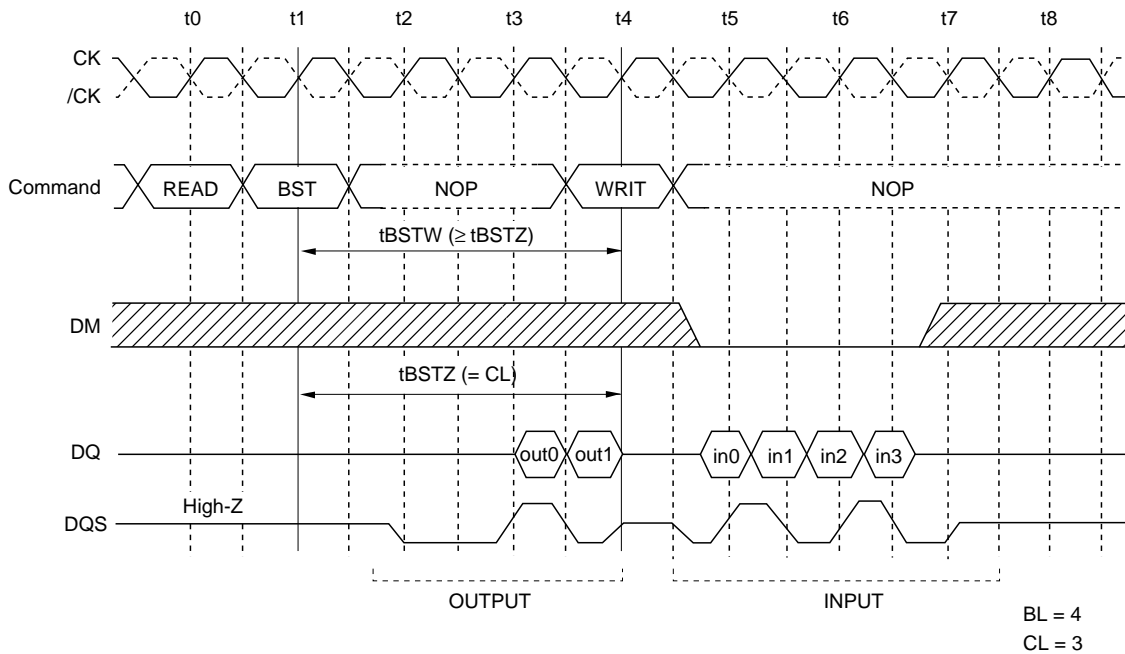 t0 t1 t2 t3 t4 t5 t6 t7 t8
CK
/CK
Command READ BST NOP WRIT NOP
tBSTW (≥ tBSTZ)
DM
tBSTZ (= CL)
DQ out0 out1 in0 in1 in2 in3
High-Z
DQS
OUTPUT INPUT
BL = 4
CL = 3